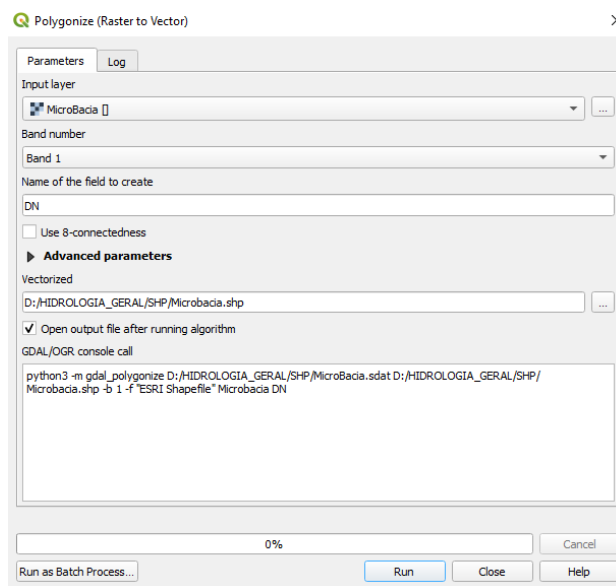 Polygonize (Raster to Vector)
Parameters Log
Input layer
MicroBacia []
...
Band number
Band 1
Name of the field to create
DN
Use 8-connectedness
Advanced parameters
Vectorized
D:/HIDROLOGIA_GERAL/SHP/Microbacia.shp
...
Open output file after running algorithm
GDAL/OGR console call
python3 -m gdal_polygonize D:/HIDROLOGIA_GERAL/SHP/MicroBacia.sdat D:/HIDROLOGIA_GERAL/SHP/
Microbacia.shp -b 1 -f "ESRI Shapefile" Microbacia DN
0% Cancel
Run as Batch Process... Run Close Help